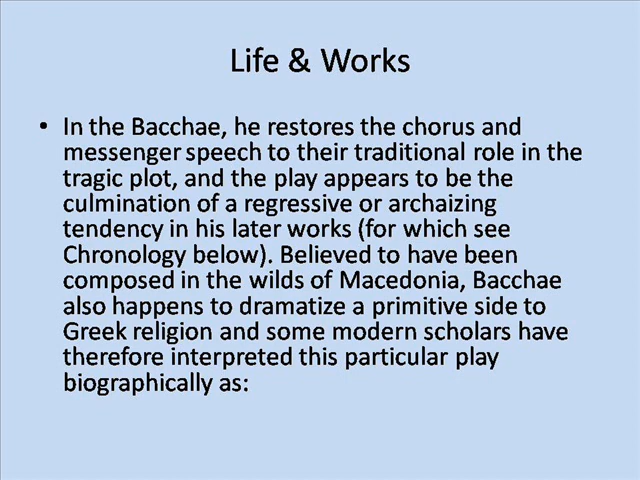 Life & Works
• In the Bacchae, he restores the chorus and
messenger speech to their traditional role in the
tragic plot, and the play appears to be the
culmination of a regressive or archaizing
tendency in his later works (for which see
Chronology below). Believed to have been
composed in the wilds of Macedonia, Bacchae
also happens to dramatize a primitive side to
Greek religion and some modern scholars have
therefore interpreted this particular play
biographically as: